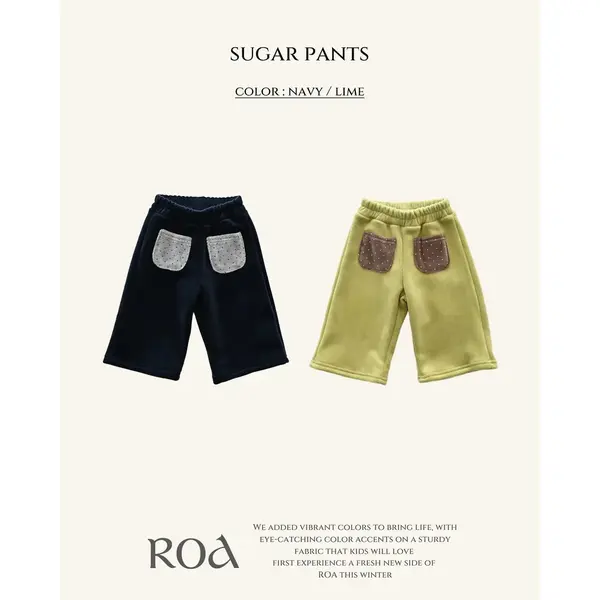 SUGAR PANTS
COLOR : NAVY / LIME
WE ADDED VIBRANT COLORS TO BRING LIFE, WITH
EYE-CATCHING COLOR ACCENTS ON A STURDY
FABRIC THAT KIDS WILL LOVE
FIRST EXPERIENCE A FRESH NEW SIDE OF
ROA THIS WINTER
ROA